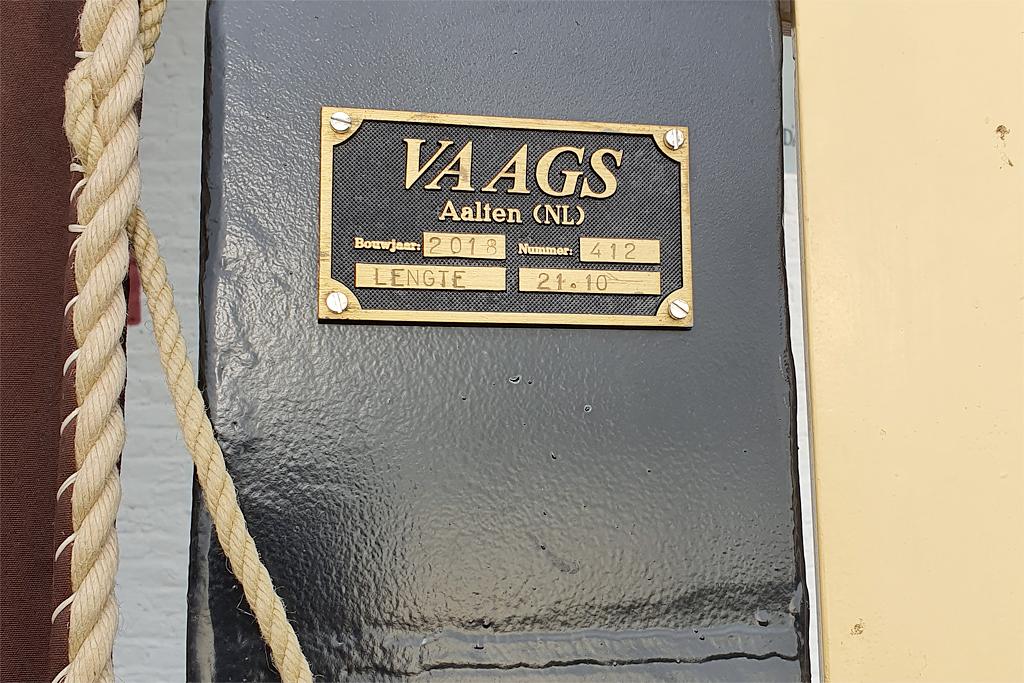 VAAGS
Aalten (NL)
Bouwjaar: 2018 Nummer: 412
LENGTE 21.10